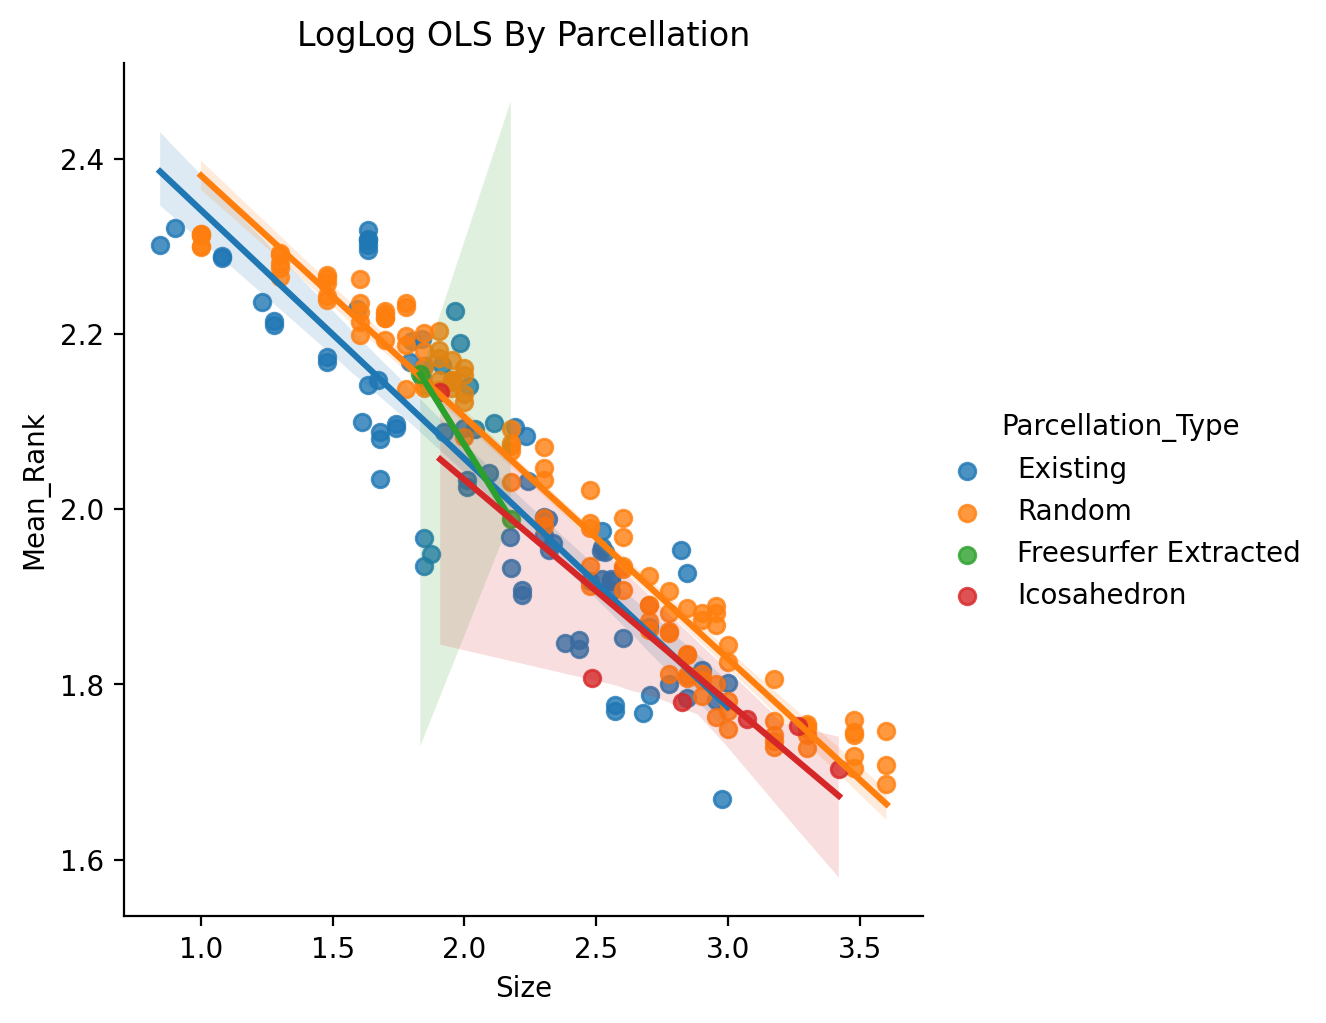 LogLog OLS By Parcellation
Mean_Rank
2.4
2.2
2.0
1.8
1.6
1.0 1.5 2.0 2.5 3.0 3.5
Size
Parcellation_Type
Existing
Random
Freesurfer Extracted
Icosahedron